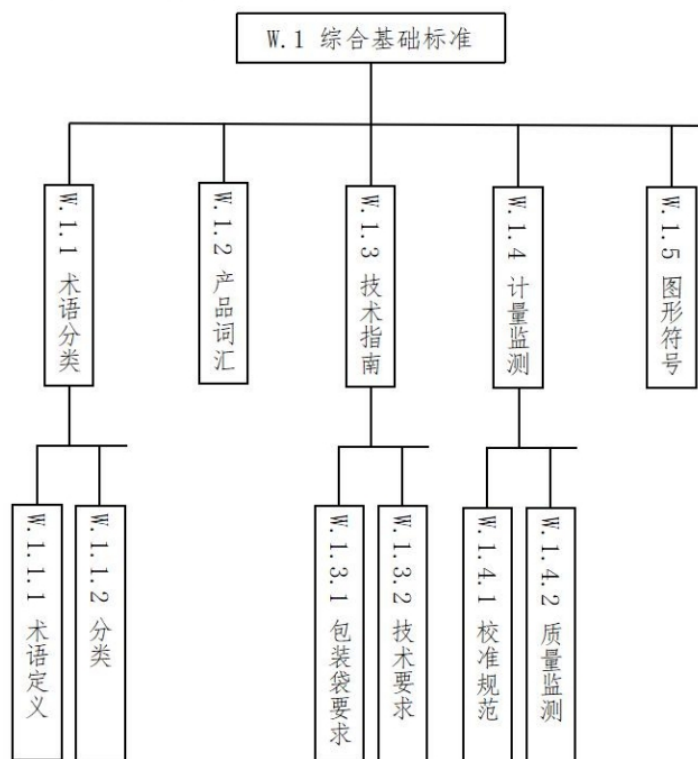 W.1 综合基础标准
W.1.1 术语分类
W.1.2 产品词汇
W.1.3 技术指南
W.1.4 计量监测
W.1.5 图形符号
W.1.1.1 术语定义
W.1.1.2 分类
W.1.3.1 包装袋要求
W.1.3.2 技术要求
W.1.4.1 校准规范
W.1.4.2 质量监测